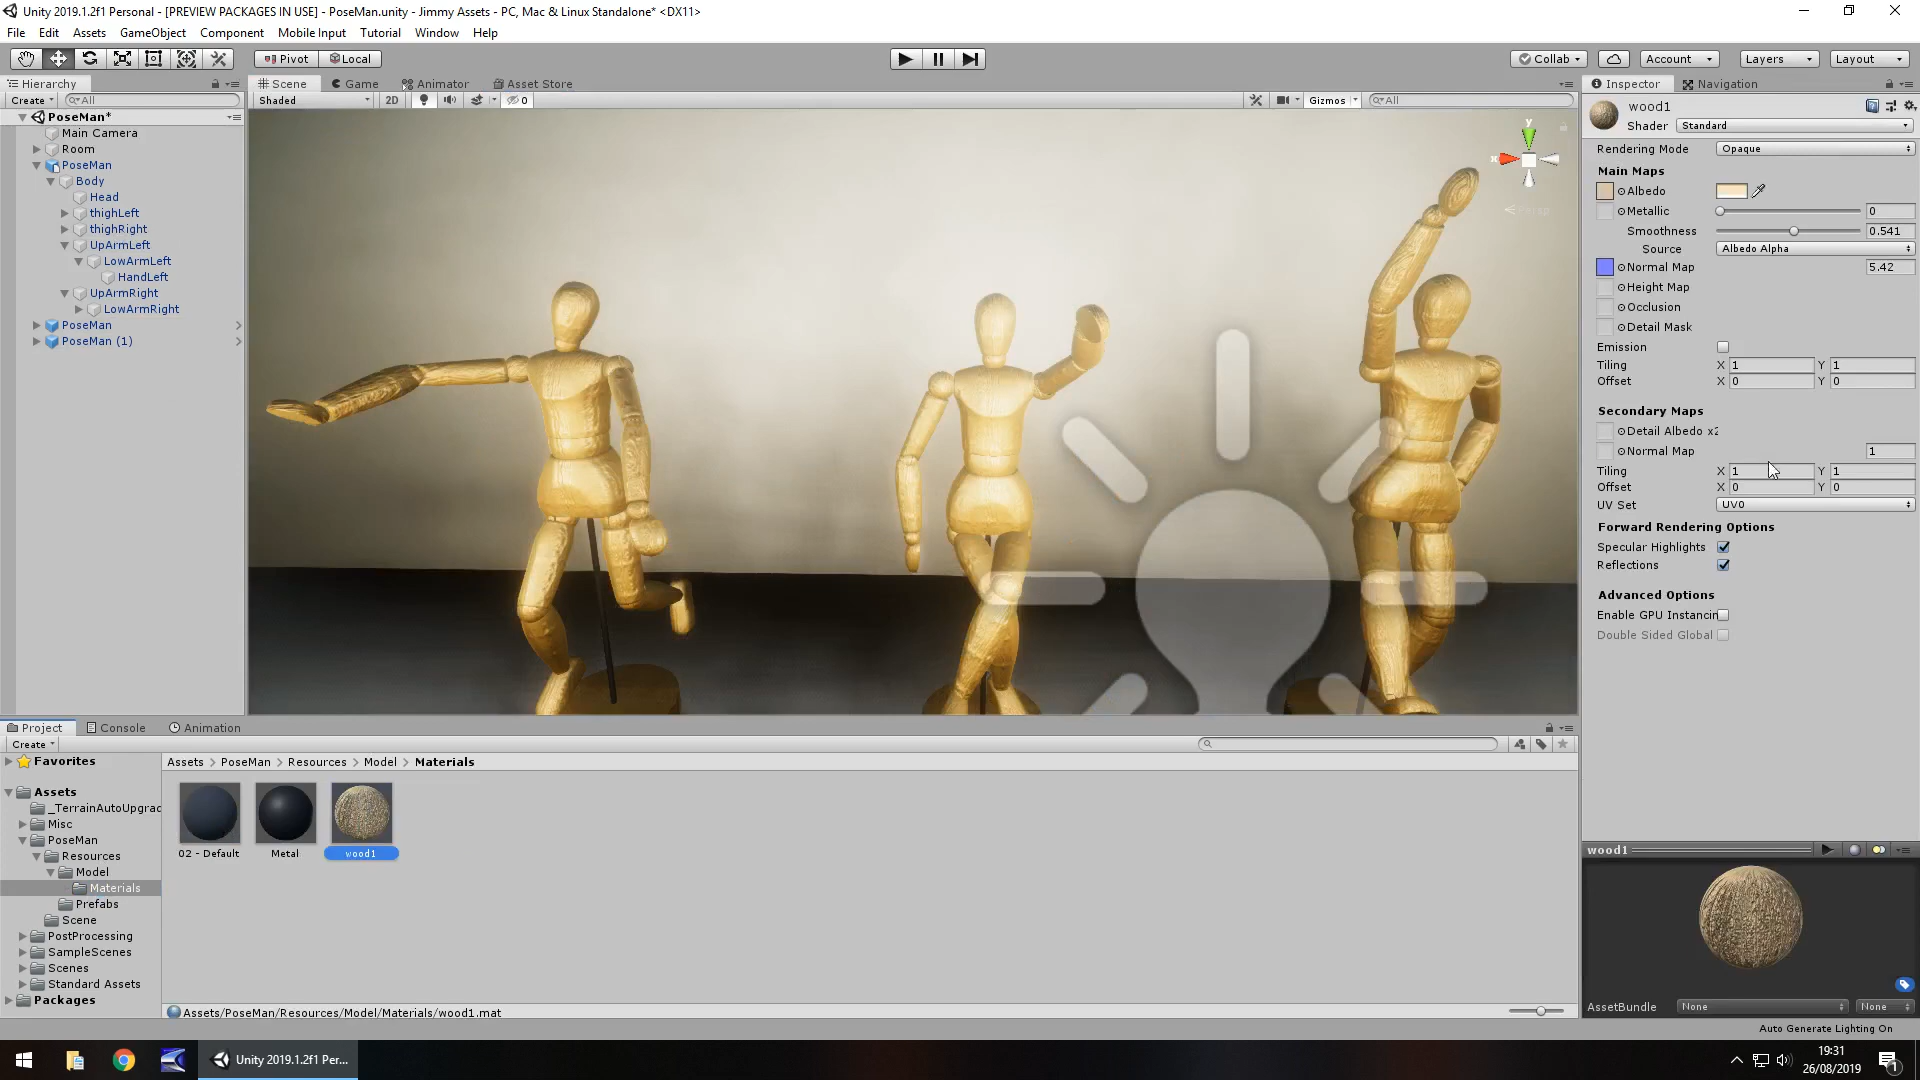 Unity 2019.1.2f1 Personal - [PREVIEW PACKAGES IN USE] - PoseMan.unity - Jimmy Assets - PC, Mac & Linux Standalone* <DX11>
File Edit Assets GameObject Component Mobile Input Tutorial Window Help
Pivot Local Collab Account Layers Layout
Hierarchy Scene Game Animator Asset Store Inspector Navigation
Create All Shaded 2D 0 Gizmos All
PoseMan*
Main Camera
Room
PoseMan
Body
Head
thighLeft
thighRight
UpArmLeft
LowArmLeft
HandLeft
UpArmRight
LowArmRight
PoseMan
PoseMan (1)
y
x
Persp
wood1
Shader Standard
Rendering Mode Opaque
Main Maps
Albedo
Metallic 0
Smoothness 0.541
Source Albedo Alpha
Normal Map 5.42
Height Map
Occlusion
Detail Mask
Emission
Tiling X 1 Y 1
Offset X 0 Y 0
Secondary Maps
Detail Albedo x2
Normal Map 1
Tiling X 1 Y 1
Offset X 0 Y 0
UV Set UV0
Forward Rendering Options
Specular Highlights
Reflections
Advanced Options
Enable GPU Instancin
Double Sided Global
Project Console Animation
Create
Favorites
Assets
_TerrainAutoUpgrac
Misc
PoseMan
Resources
Model
Materials
Prefabs
Scene
PostProcessing
SampleScenes
Scenes
Standard Assets
Packages
Assets > PoseMan > Resources > Model > Materials
02 - Default Metal wood1
Assets/PoseMan/Resources/Model/Materials/wood1.mat
wood1
AssetBundle None None
Auto Generate Lighting On
Unity 2019.1.2f1 Per...
19:31
26/08/2019
1